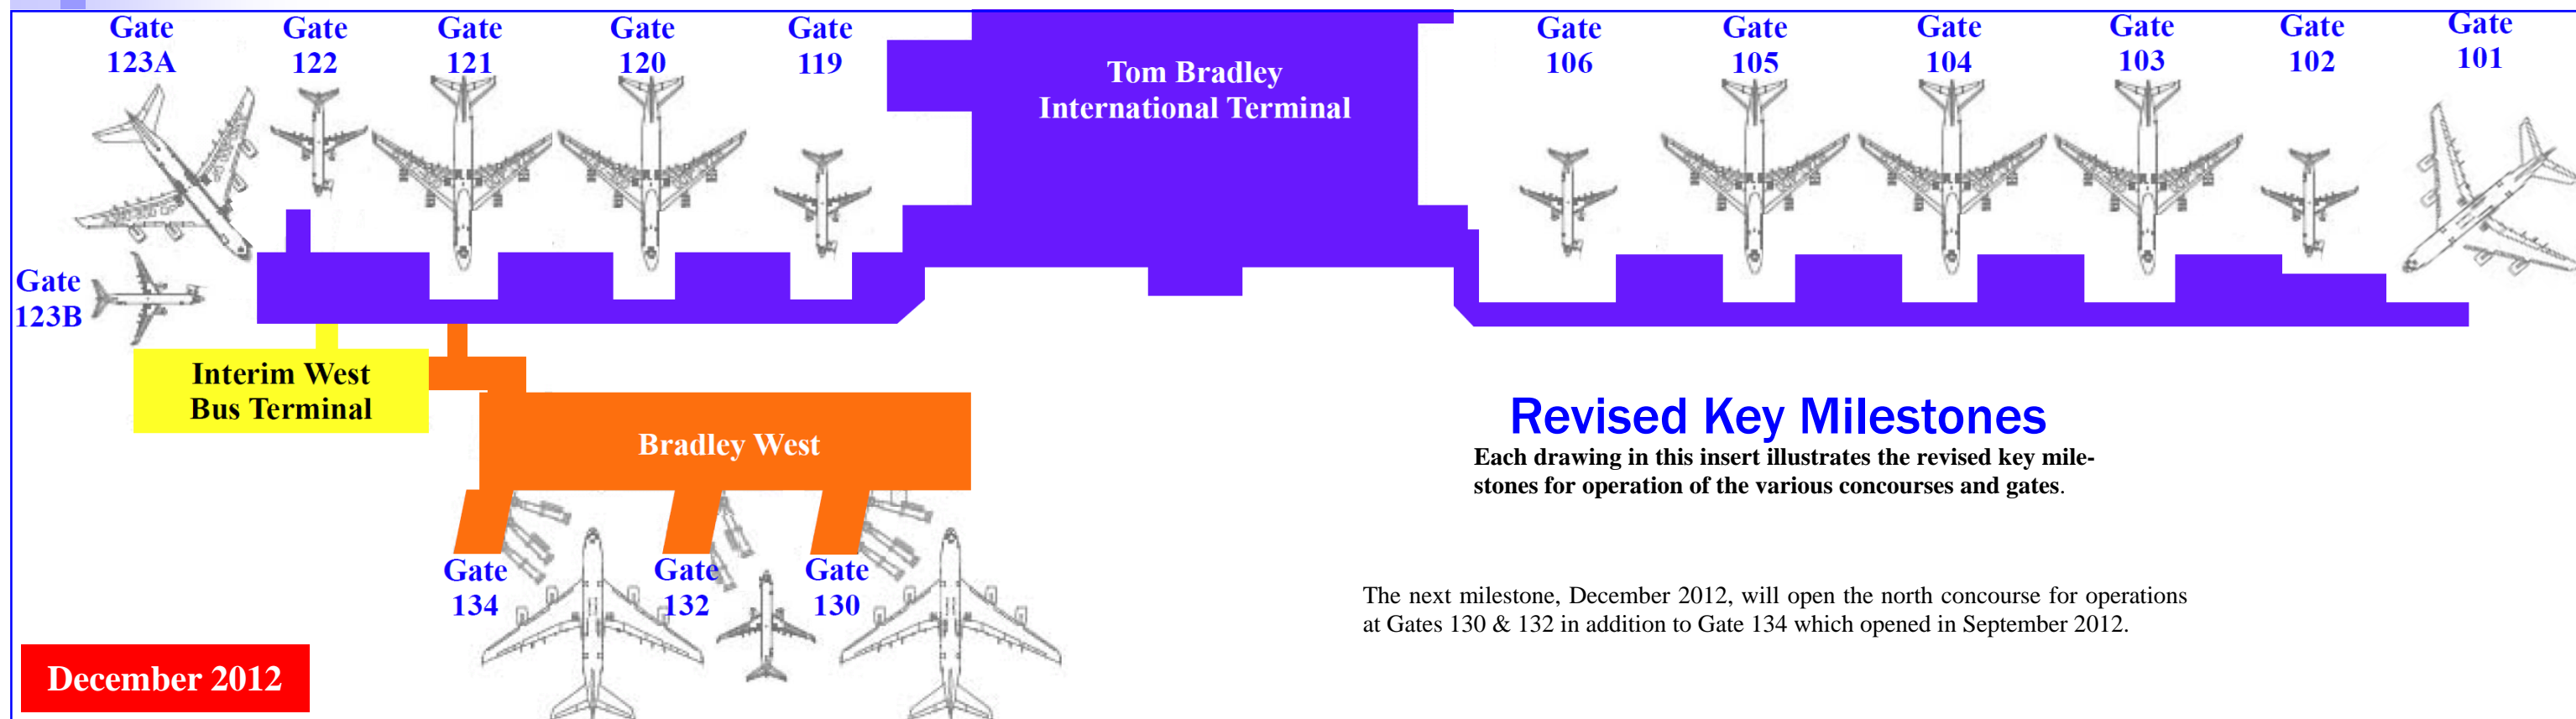 Gate
123A
Gate
122
Gate
121
Gate
120
Gate
119
Tom Bradley
International Terminal
Gate
106
Gate
105
Gate
104
Gate
103
Gate
102
Gate
101
Gate
123B
Interim West
Bus Terminal
Bradley West
Gate
134
Gate
132
Gate
130
Revised Key Milestones
Each drawing in this insert illustrates the revised key mile-
stones for operation of the various concourses and gates.
The next milestone, December 2012, will open the north concourse for operations
at Gates 130 & 132 in addition to Gate 134 which opened in September 2012.
December 2012